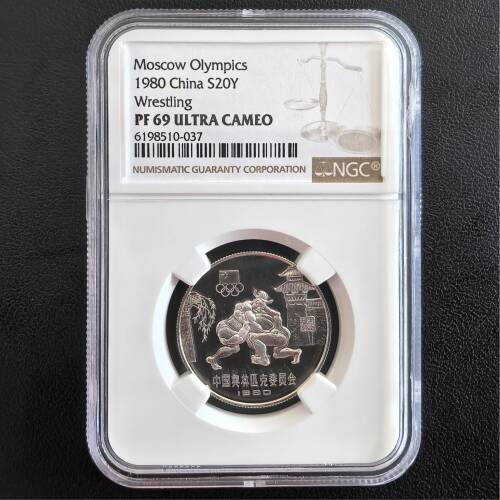 Moscow Olympics
1980 China S20Y
Wrestling
PF 69 ULTRA CAMEO
6198510-037
NUMISMATIC GUARANTY CORPORATION
NGC®
中国奥林匹克委员会
1980